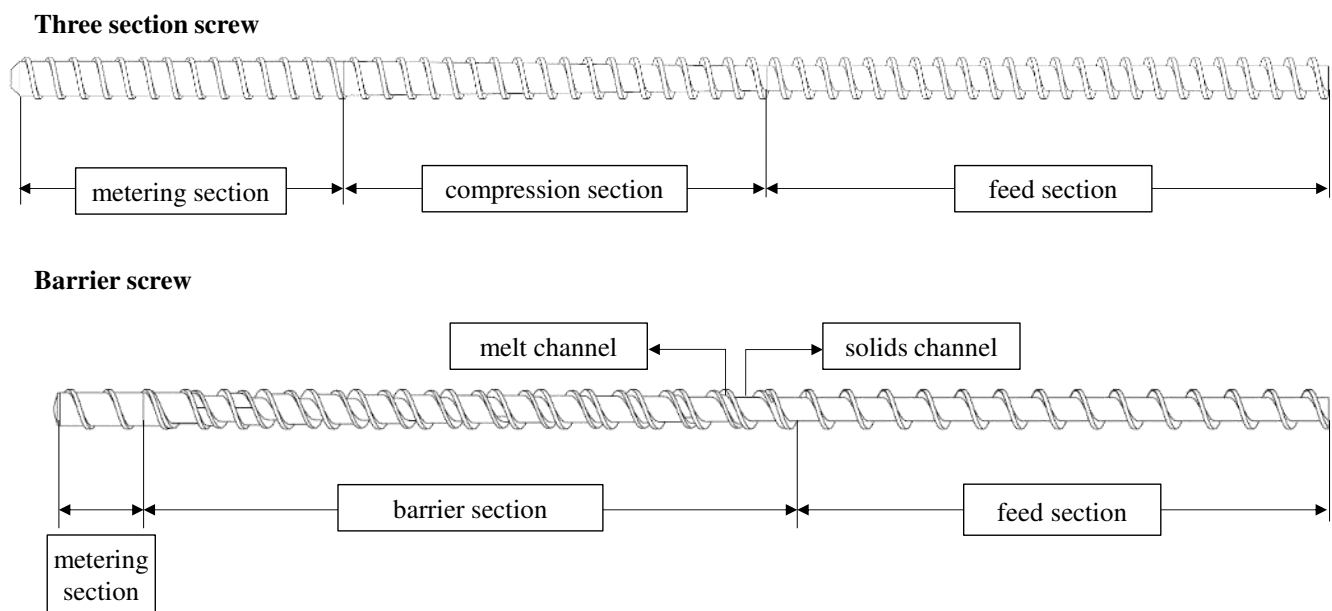 Three section screw
metering section
compression section
feed section
Barrier screw
melt channel
solids channel
barrier section
feed section
metering
section